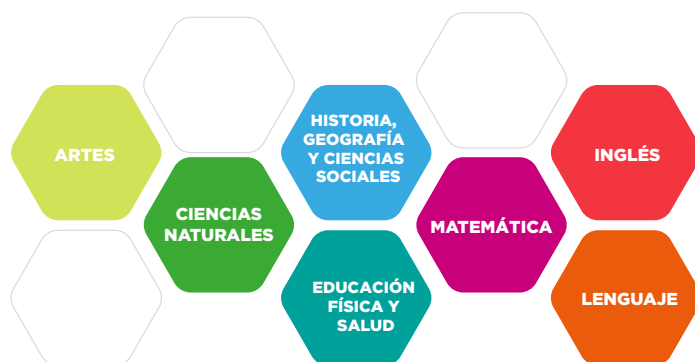 ARTES
CIENCIAS
NATURALES
HISTORIA,
GEOGRAFÍA
Y CIENCIAS
SOCIALES
EDUCACIÓN
FÍSICA Y
SALUD
MATEMÁTICA
INGLÉS
LENGUAJE